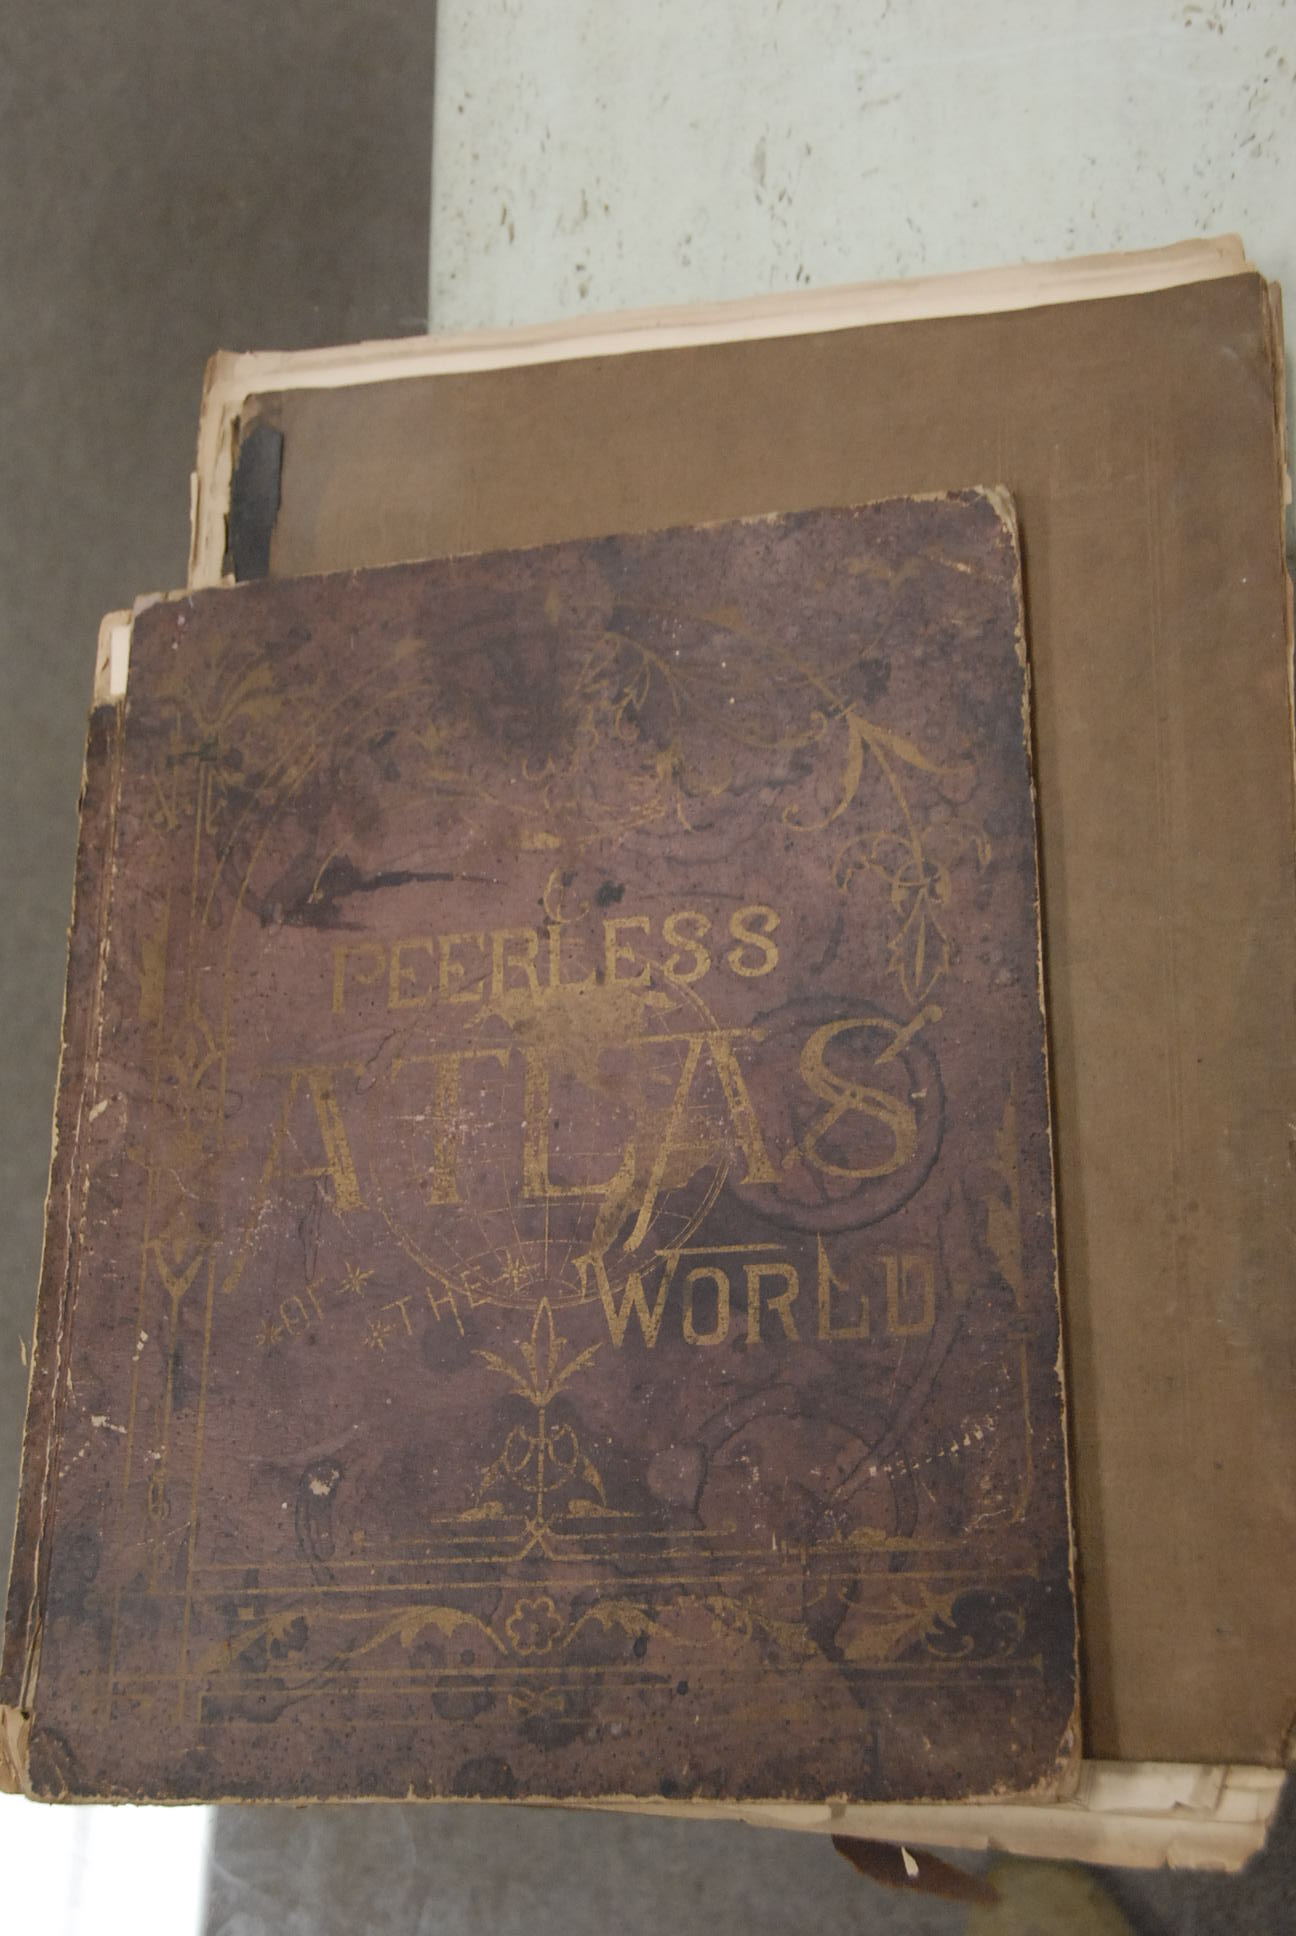 PEERLESS
ATLAS
OF THE WORLD